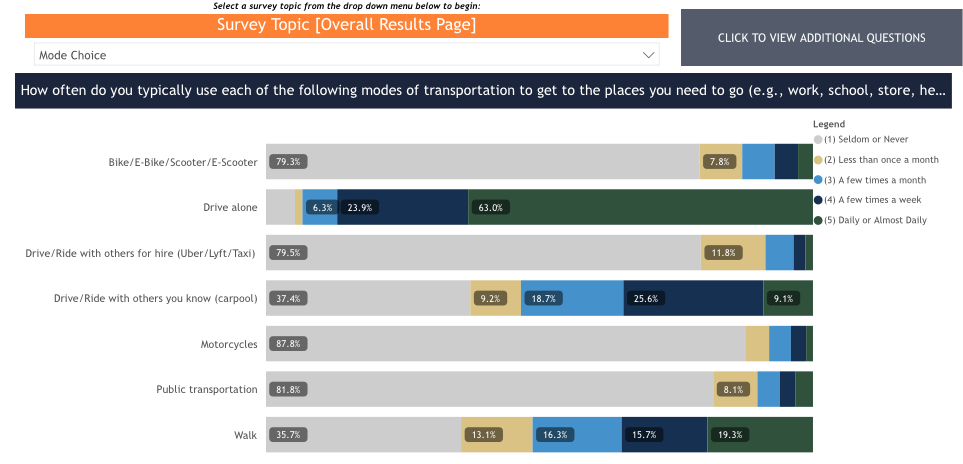 Select a survey topic from the drop down menu below to begin:
Survey Topic [Overall Results Page]
CLICK TO VIEW ADDITIONAL QUESTIONS
Mode Choice
How often do you typically use each of the following modes of transportation to get to the places you need to go (e.g., work, school, store, he...
Legend
(1) Seldom or Never
(2) Less than once a month
(3) A few times a month
(4) A few times a week
(5) Daily or Almost Daily
Bike/E-Bike/Scooter/E-Scooter 79.3% 7.8%
Drive alone 6.3% 23.9% 63.0%
Drive/Ride with others for hire (Uber/Lyft/Taxi) 79.5% 11.8%
Drive/Ride with others you know (carpool) 37.4% 9.2% 18.7% 25.6% 9.1%
Motorcycles 87.8%
Public transportation 81.8% 8.1%
Walk 35.7% 13.1% 16.3% 15.7% 19.3%